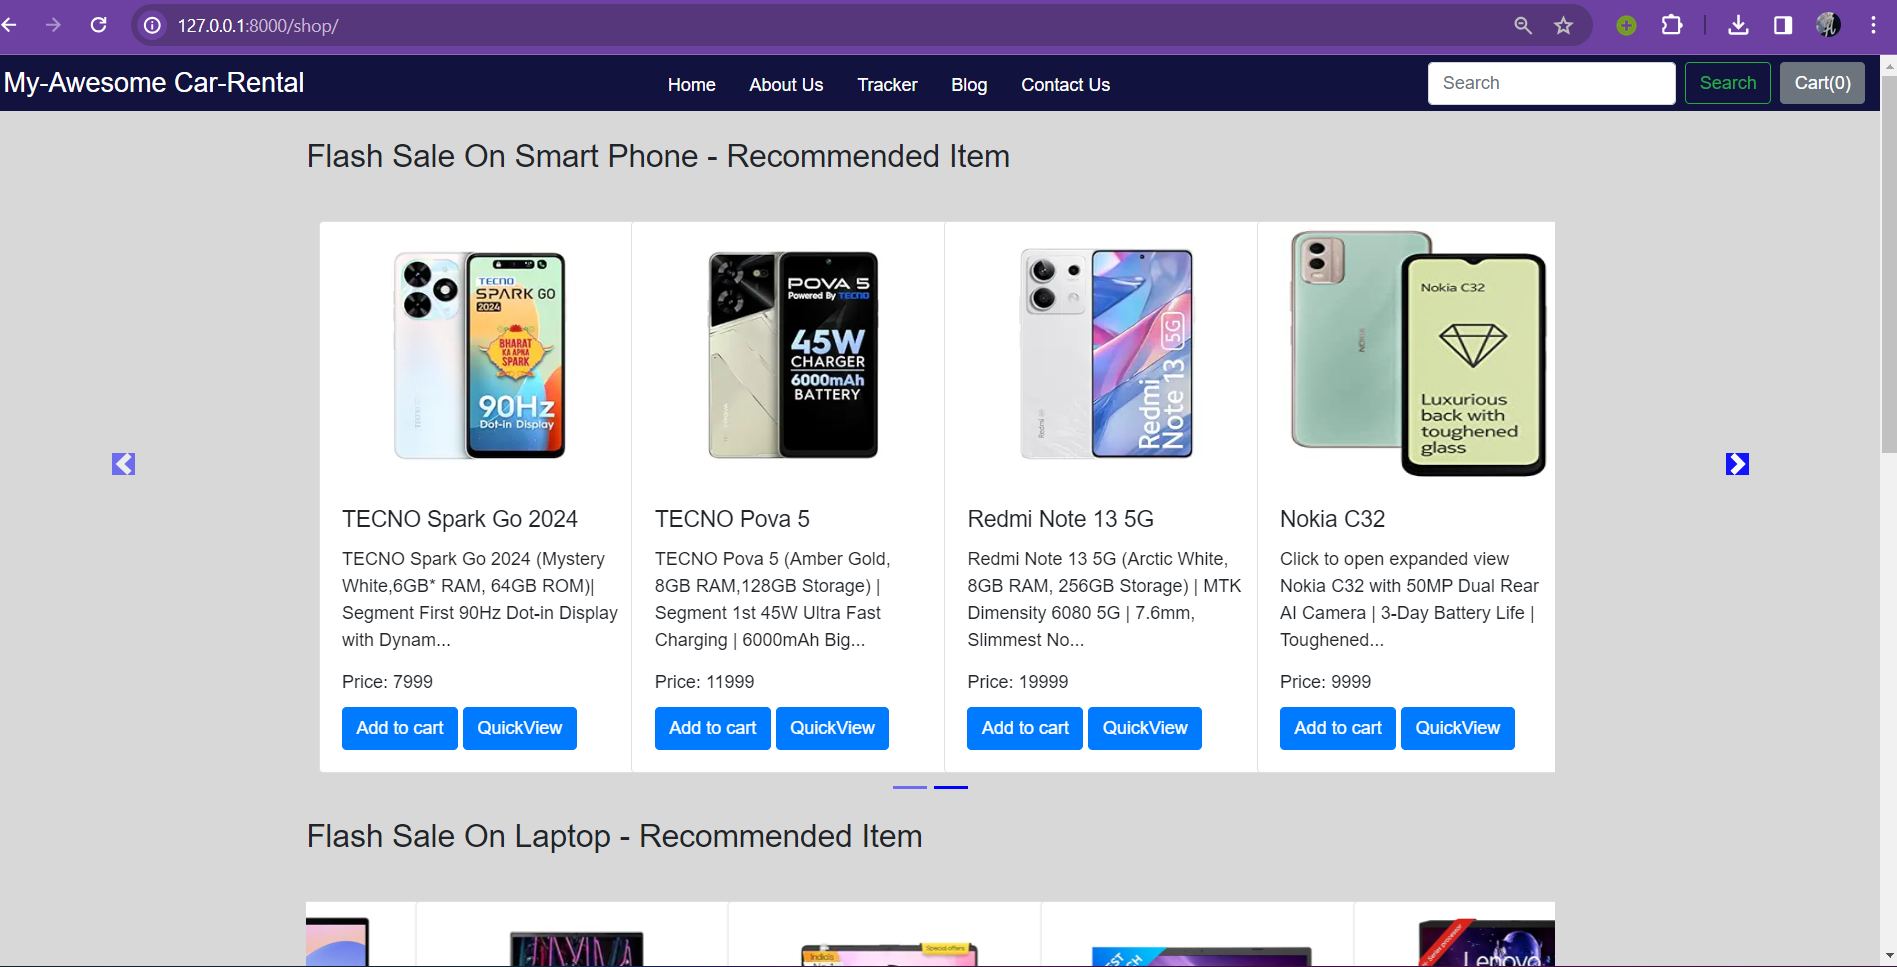 127.0.0.1:8000/shop/
My-Awesome Car-Rental
Home
About Us
Tracker
Blog
Contact Us
Search
Search
Cart(0)
Flash Sale On Smart Phone - Recommended Item
TECNO
SPARK GO
2024
BHARAT
KA APNA
SPARK
90Hz
Dot-in Display
POVA 5
Powered By TECNO
45W
CHARGER
6000mAh
BATTERY
Redmi
Note 13 5G
Redmi
NOKIA
Nokia C32
Luxurious
back with
toughened
glass
TECNO Spark Go 2024
TECNO Spark Go 2024 (Mystery
White,6GB* RAM, 64GB ROM)|
Segment First 90Hz Dot-in Display
with Dynam...
Price: 7999
Add to cart
QuickView
TECNO Pova 5
TECNO Pova 5 (Amber Gold,
8GB RAM,128GB Storage) |
Segment 1st 45W Ultra Fast
Charging | 6000mAh Big...
Price: 11999
Add to cart
QuickView
Redmi Note 13 5G
Redmi Note 13 5G (Arctic White,
8GB RAM, 256GB Storage) | MTK
Dimensity 6080 5G | 7.6mm,
Slimmest No...
Price: 19999
Add to cart
QuickView
Nokia C32
Click to open expanded view
Nokia C32 with 50MP Dual Rear
AI Camera | 3-Day Battery Life |
Toughened...
Price: 9999
Add to cart
QuickView
Flash Sale On Laptop - Recommended Item
India's
Special offers
Lenovo